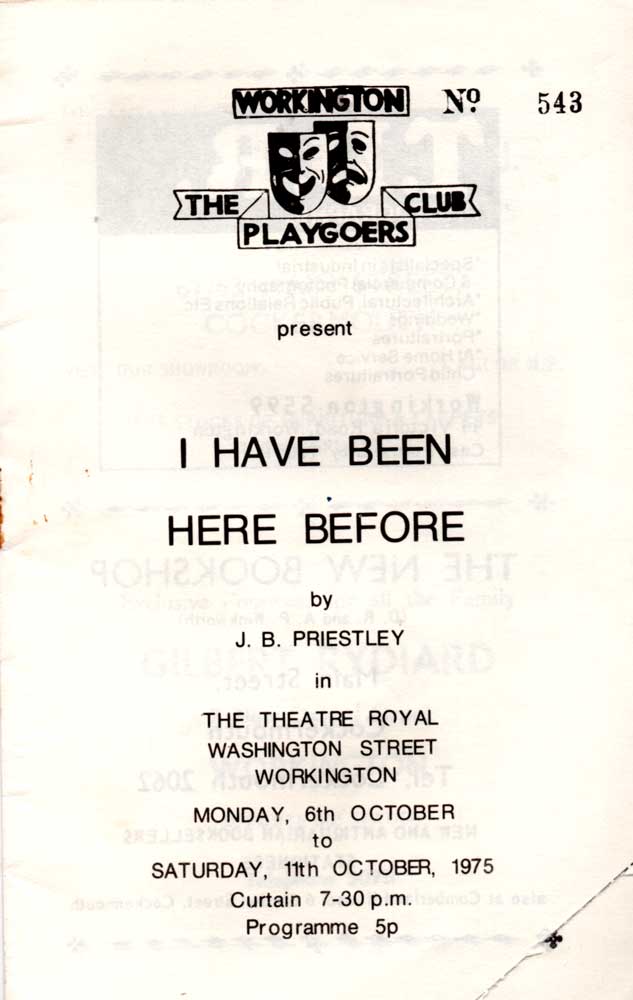 WORKINGTON
Nº 543
THE CLUB
PLAYGOERS
present
I HAVE BEEN
HERE BEFORE
by
J. B. PRIESTLEY
in
THE THEATRE ROYAL
WASHINGTON STREET
WORKINGTON
MONDAY, 6th OCTOBER
to
SATURDAY, 11th OCTOBER, 1975
Curtain 7-30 p.m.
Programme 5p